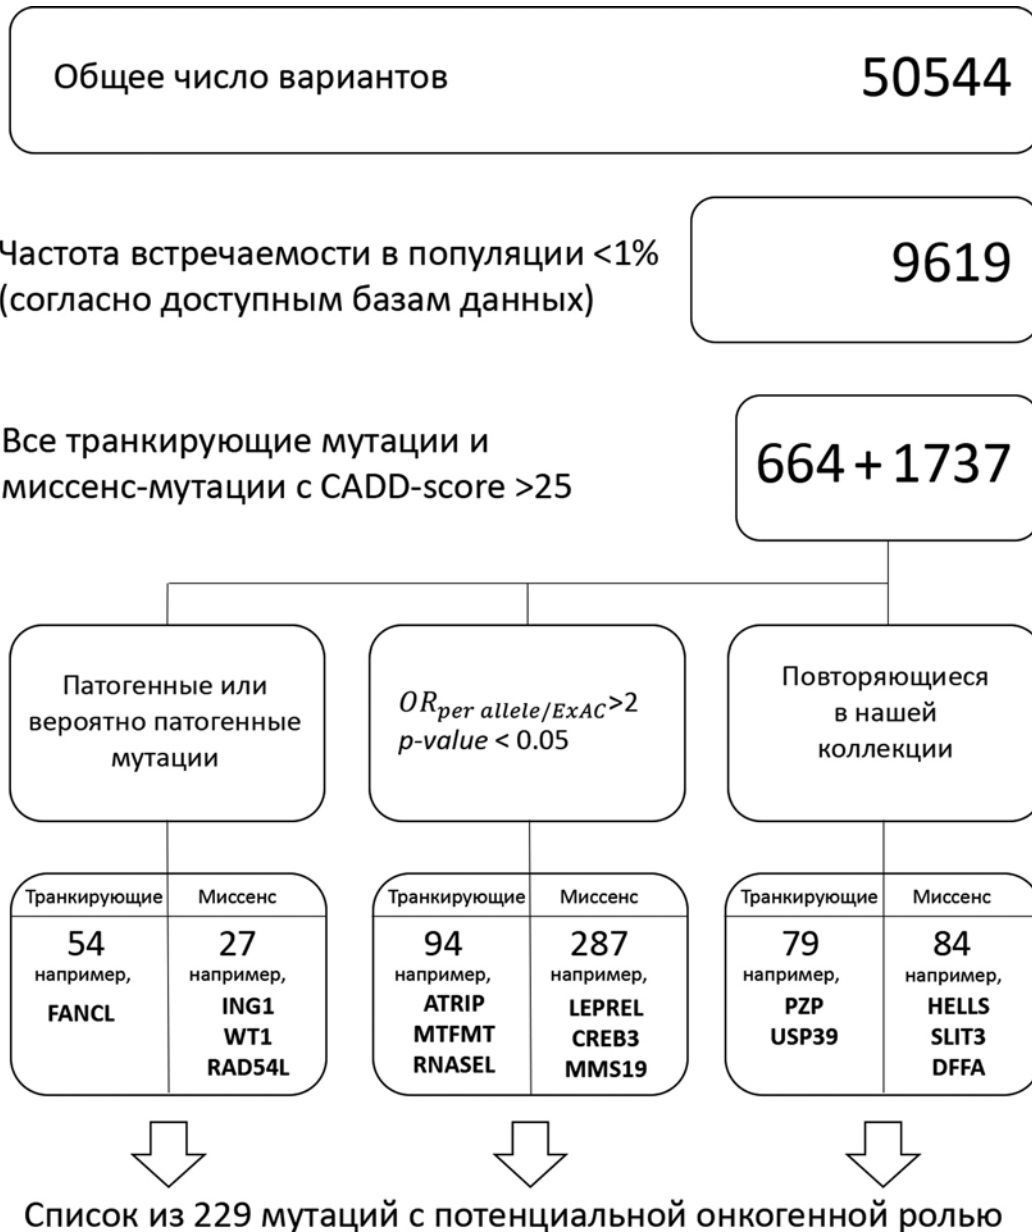 Общее число вариантов 50544
Частота встречаемости в популяции <1%
(согласно доступным базам данных)
9619
Все транкирующие мутации и
миссенс-мутации с CADD-score >25
664 + 1737
Патогенные или
вероятно патогенные
мутации
OR per allele/ExAC>2
p-value < 0.05
Повторяющиеся
в нашей
коллекции
Транкирующие
54
например,
FANCL
Миссенс
27
например,
ING1
WT1
RAD54L
Транкирующие
94
например,
ATRIP
MTFMT
RNASEL
Миссенс
287
например,
LEPREL
CREB3
MMS19
Транкирующие
79
например,
PZP
USP39
Миссенс
84
например,
HELLS
SLIT3
DFFA
Список из 229 мутаций с потенциальной онкогенной ролью